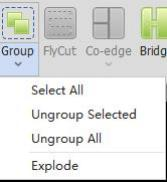 Group FlyCut Co-edge Bridg
Select All
Ungroup Selected
Ungroup All
Explode